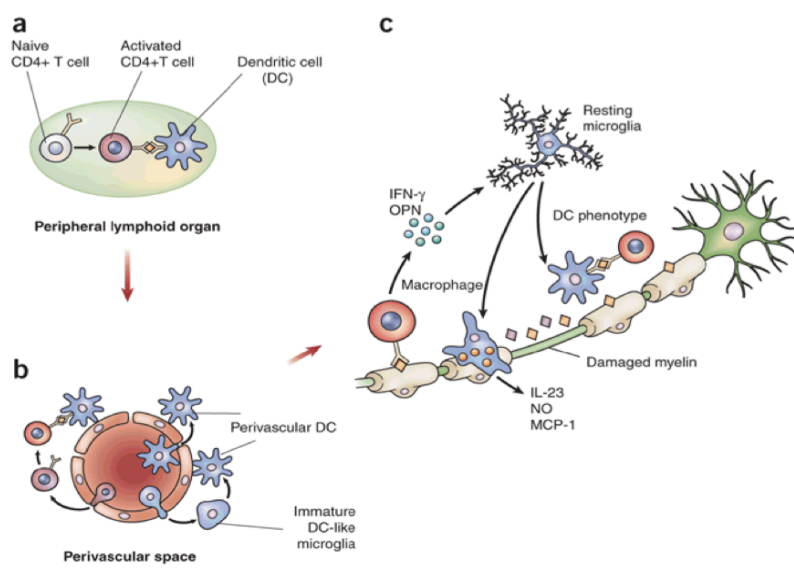 a
Naive
CD4+ T cell
Activated
CD4+T cell
Dendritic cell
(DC)
Peripheral lymphoid organ
b
Perivascular DC
Immature
DC-like
microglia
Perivascular space
c
Resting
microglia
IFN-γ
OPN
DC phenotype
Macrophage
Damaged myelin
IL-23
NO
MCP-1